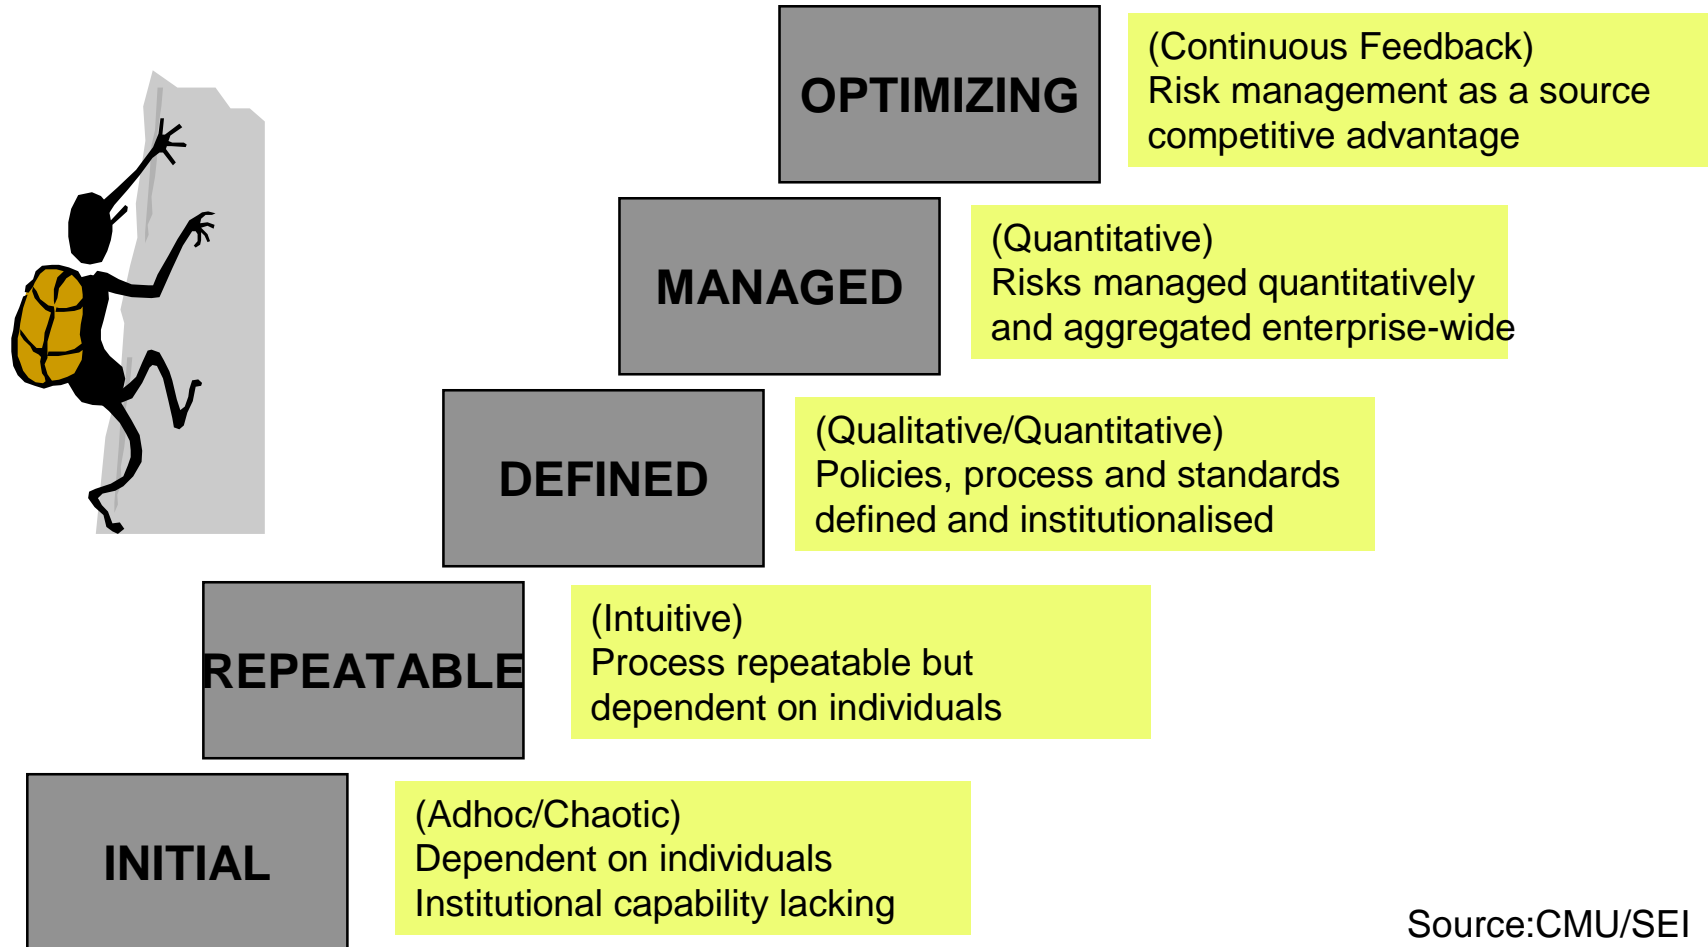 OPTIMIZING
(Continuous Feedback)
Risk management as a source
competitive advantage
MANAGED
(Quantitative)
Risks managed quantitatively
and aggregated enterprise-wide
DEFINED
(Qualitative/Quantitative)
Policies, process and standards
defined and institutionalised
REPEATABLE
(Intuitive)
Process repeatable but
dependent on individuals
INITIAL
(Adhoc/Chaotic)
Dependent on individuals
Institutional capability lacking
Source:CMU/SEI